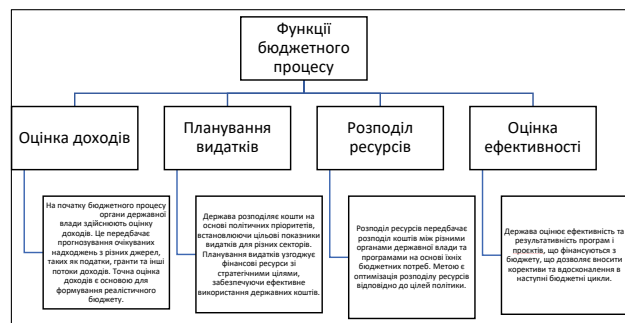 Функції
бюджетного
процесу
Оцінка доходів
Планування
видатків
Розподіл
ресурсів
Оцінка
ефективності
На початку бюджетного процесу
органи державної
влади здійснюють оцінку
доходів. Це передбачає
прогнозування очікуваних
надходжень з різних джерел,
таких як податки, гранти та інші
потоки доходів. Точна оцінка
доходів є основою для
формування реалістичного
бюджету.
Держава розподіляє кошти на
основі політичних пріоритетів,
встановлюючи цільові показники
видатків для різних секторів.
Планування видатків узгоджує
фінансові ресурси зі
стратегічними цілями,
забезпечуючи ефективне
використання державних коштів.
Розподіл ресурсів передбачає
розподіл коштів між різними
органами державної влади та
програмами на основі їхніх
бюджетних потреб. Метою є
оптимізація розподілу ресурсів
відповідно до цілей політики.
Держава оцінює ефективність та
результативність програм і
проєктів, що фінансуються з
бюджету, що дозволяє вносити
корективи та вдосконалення в
наступні бюджетні цикли.